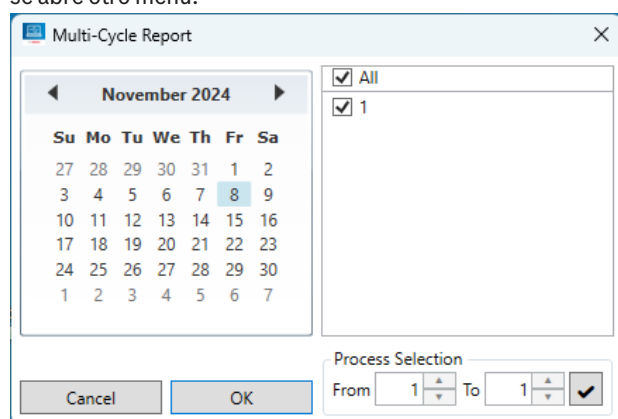 se abre otro menú.
Multi-Cycle Report
November 2024
Su Mo Tu We Th Fr Sa
27 28 29 30 31 1 2
3 4 5 6 7 8 9
10 11 12 13 14 15 16
17 18 19 20 21 22 23
24 25 26 27 28 29 30
1 2 3 4 5 6 7
All
1
Process Selection
From 1 To 1
Cancel OK